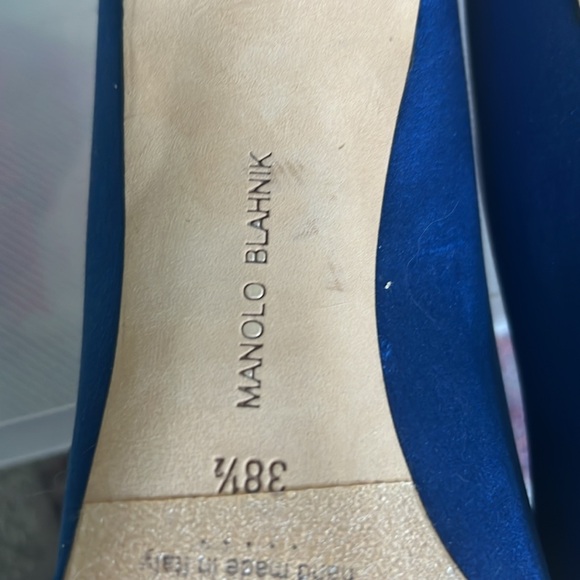 MANOLO BLAHNIK
38½
hand made in Italy